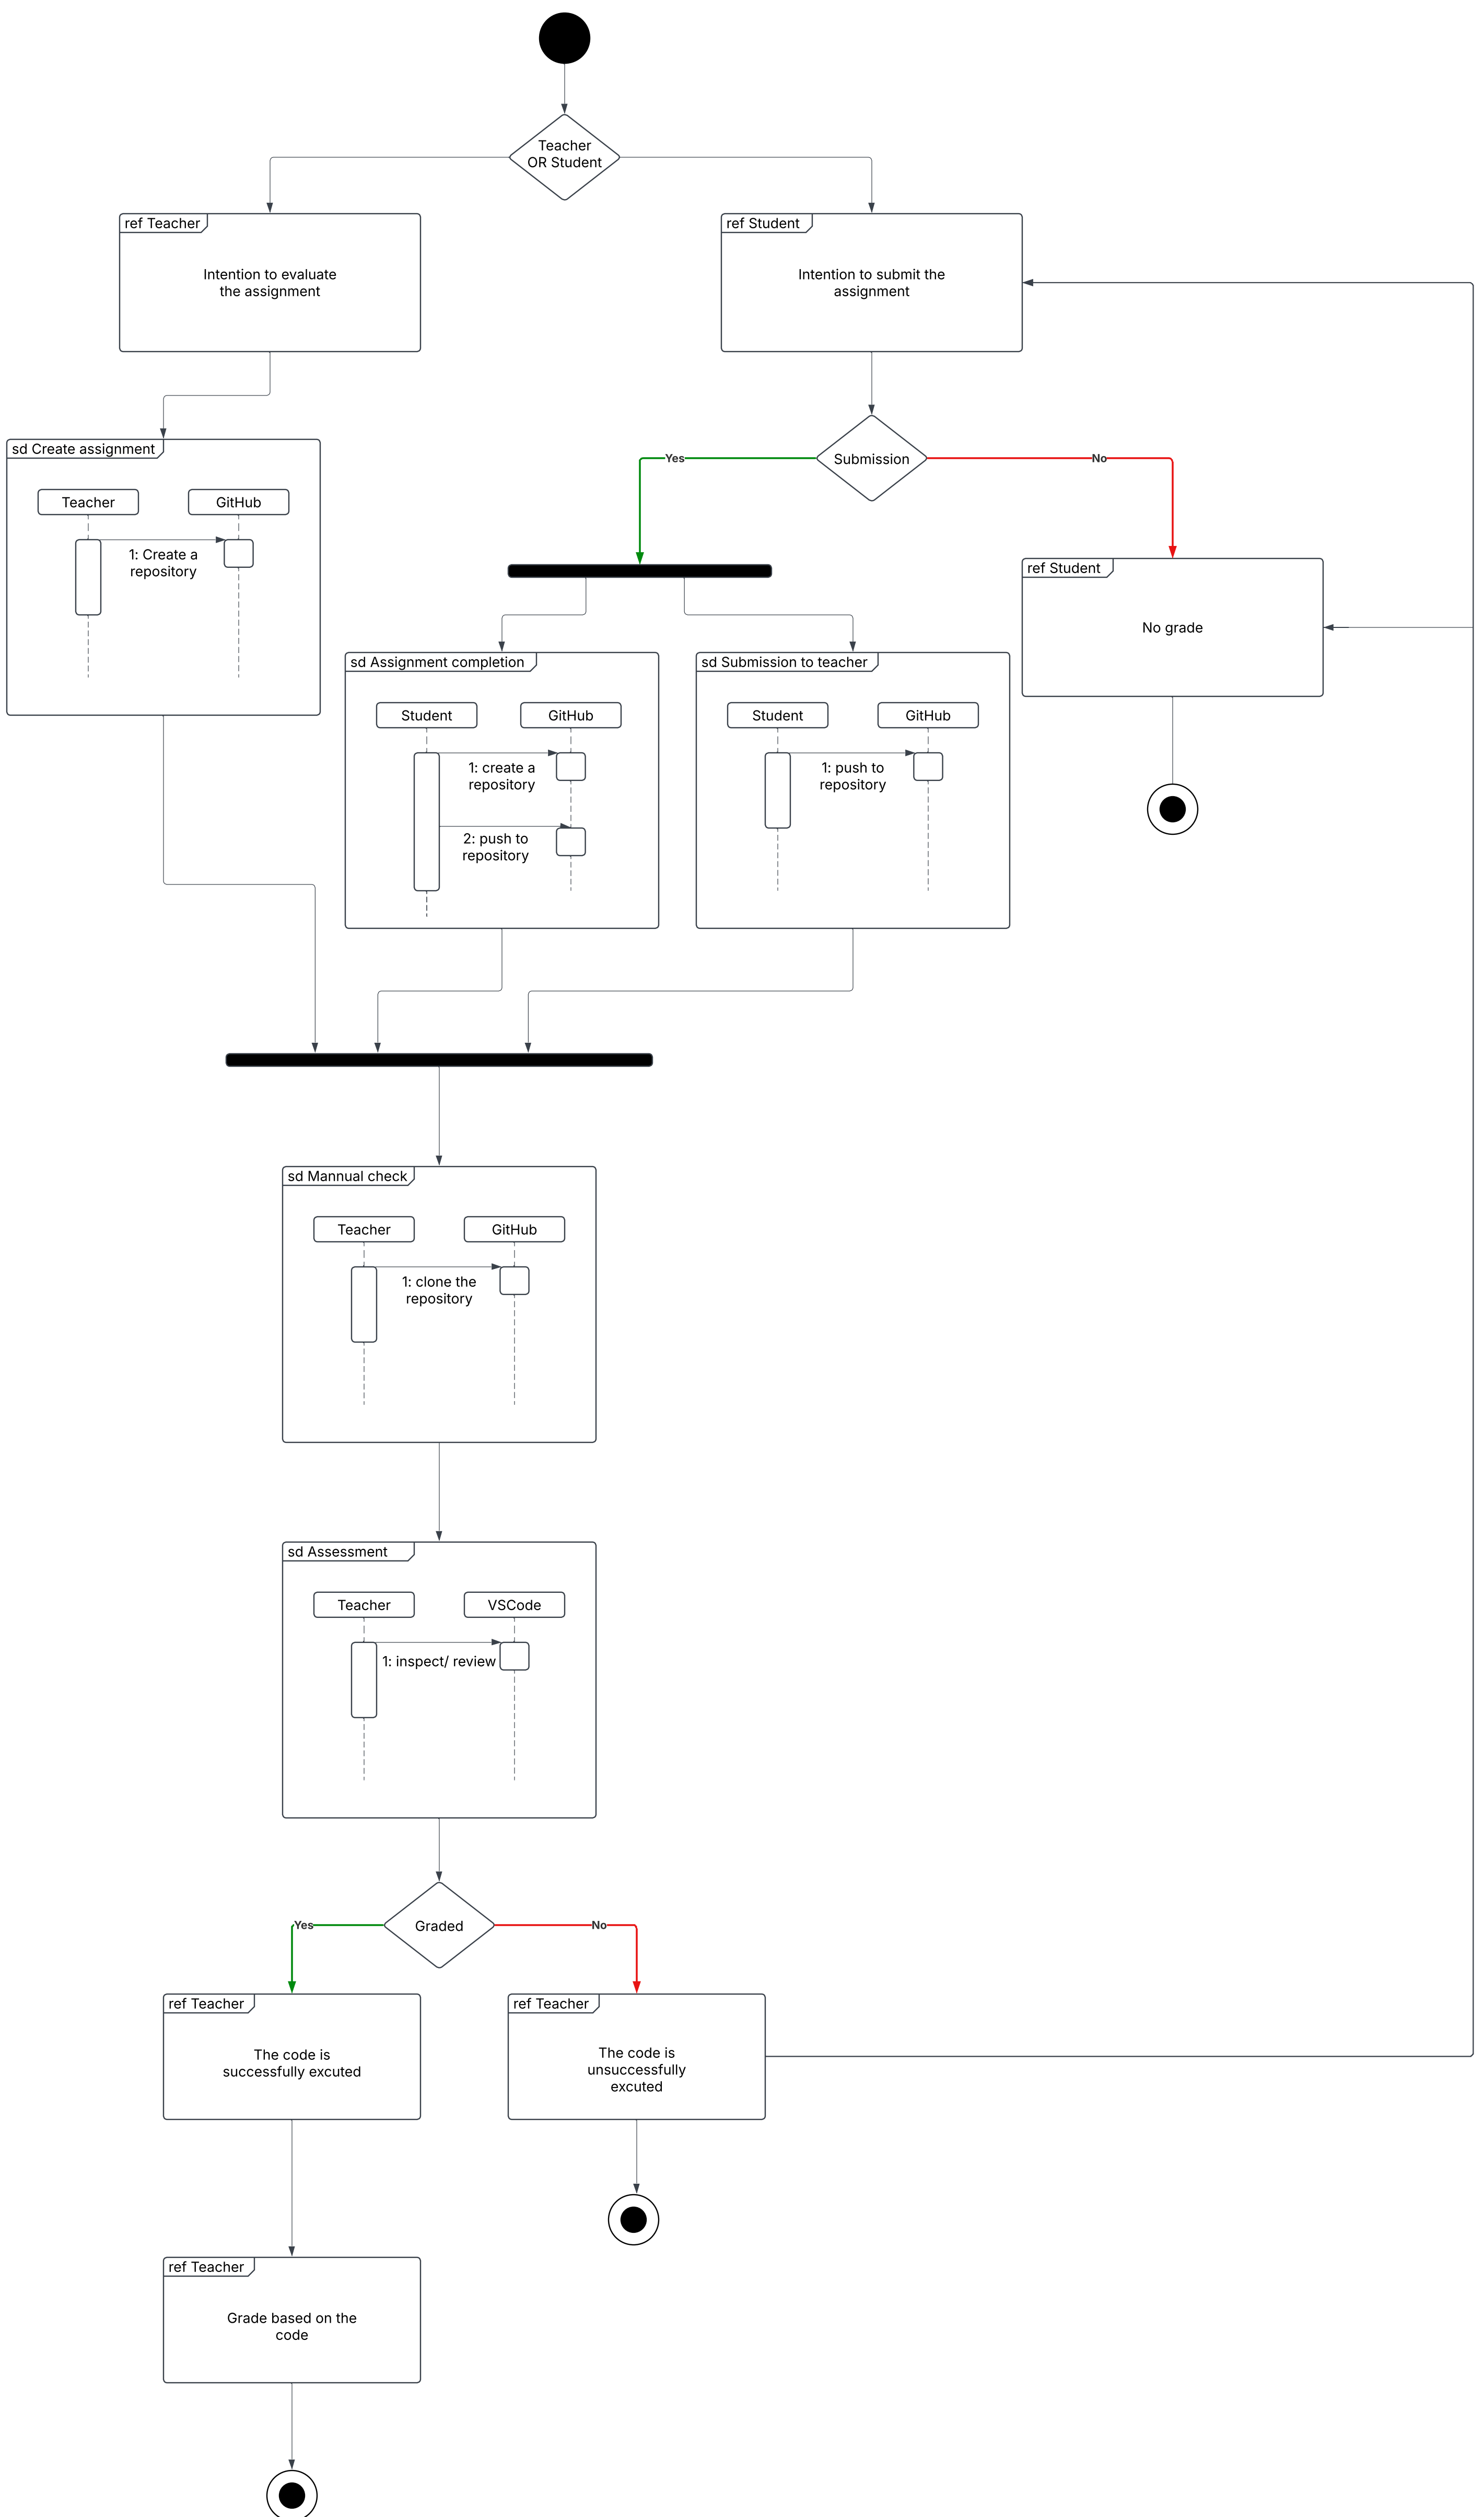 Teacher
OR Student
ref Teacher
Intention to evaluate
the assignment
ref Student
Intention to submit the
assignment
Submission
Yes
No
sd Create assignment
Teacher
GitHub
1: Create a
repository
ref Student
No grade
sd Assignment completion
Student
GitHub
1: create a
repository
2: push to
repository
sd Submission to teacher
Student
GitHub
1: push to
repository
sd Mannual check
Teacher
GitHub
1: clone the
repository
sd Assessment
Teacher
VSCode
1: inspect/ review
Graded
Yes
No
ref Teacher
The code is
successfully excuted
ref Teacher
The code is
unsuccessfully
excuted
ref Teacher
Grade based on the
code